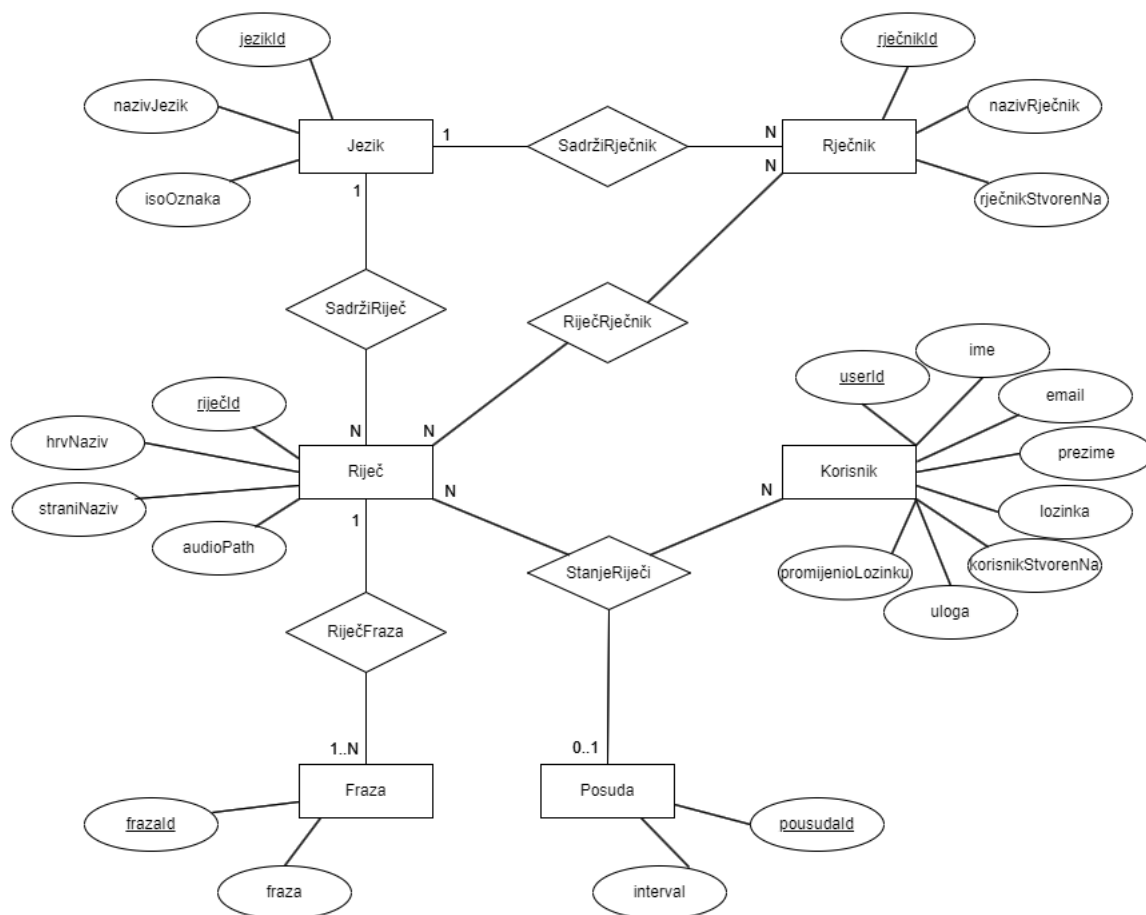 jezikId
rječnikId
nazivJezik
nazivRječnik
1
N
Jezik
SadržiRječnik
Rječnik
N
1
isoOznaka
rječnikStvorenNa
SadržiRiječ
RiječRječnik
ime
userId
email
riječId
hrvNaziv
N
N
prezime
Riječ
Korisnik
N
N
straniNaziv
lozinka
1
audioPath
korisnikStvorenNa
StanjeRiječi
promijenioLozinku
uloga
RiječFraza
1..N
0..1
Fraza
Posuda
frazaId
pousudaId
fraza
interval